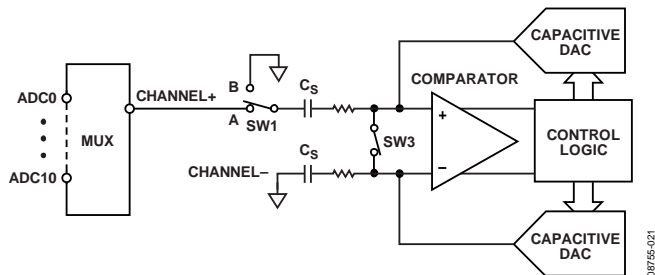 CAPACITIVE
DAC
COMPARATOR
B
CS
ADC0
CHANNEL+
A
SW1
+
MUX
SW3
CONTROL
LOGIC
CS
ADC10
CHANNEL–
–
CAPACITIVE
DAC
08755-021